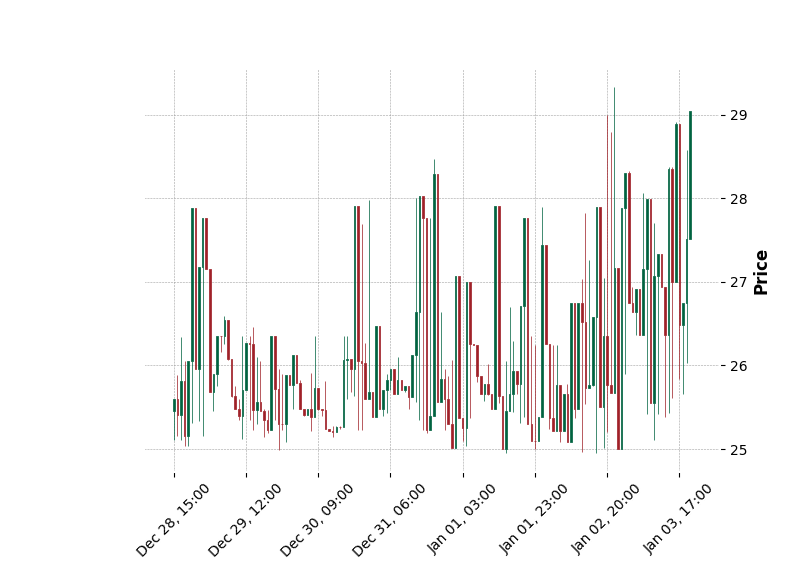 29
28
27
26
25
Price
Dec 28, 15:00
Dec 29, 12:00
Dec 30, 09:00
Dec 31, 06:00
Jan 01, 03:00
Jan 01, 23:00
Jan 02, 20:00
Jan 03, 17:00